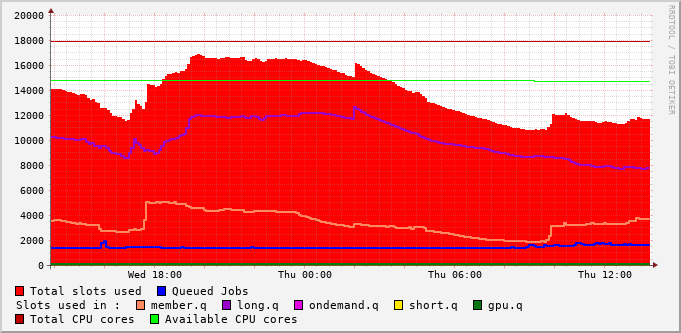 20000
18000
16000
14000
12000
10000
8000
6000
4000
2000
0
Wed 18:00 Thu 00:00 Thu 06:00 Thu 12:00
RRDTOOL / TOBI OETIKER
Total slots used Queued Jobs
Slots used in : member.q long.q ondemand.q short.q gpu.q
Total CPU cores Available CPU cores